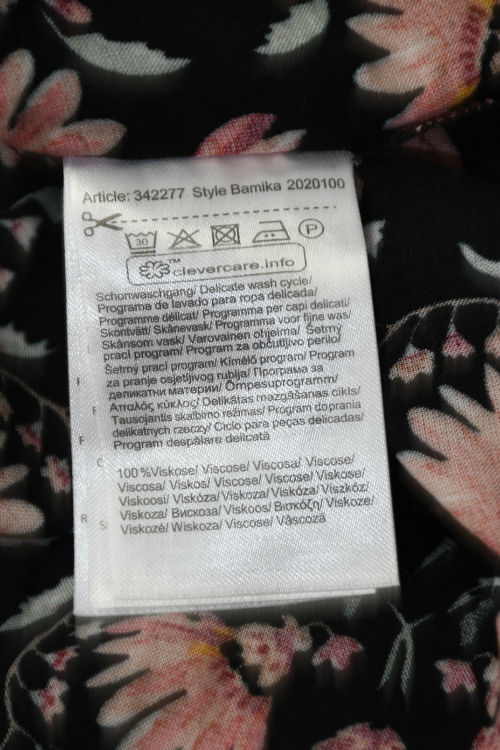 Article: 342277 Style Bamika 2020100
30
P
TM
clevercare.info
Schonwaschgang/ Delicate wash cycle/
Programa de lavado para ropa delicada/
Programme délicat/ Programma per capi delicati/
Skontvätt/ Skånevask/ Programma voor fijne was/
Skånsom vask/ Varovainen ohjelma/ Šetrný
prací program/ Program za občutljivo perilo/
Šetrný prací program/ Kímélő program/ Program
za pranje osjetljivog rublja/ Програма за
деликатни материи/ Õrnpesuprogramm/
Απαλός κύκλος/ Delikātas mazgāšanas cikls/
Tausojantis skalbimo režimas/ Program doprania
delikatnych rzeczy/ Ciclo para peças delicadas/
Program despălare delicată
100 %Viskose/ Viscose/ Viscosa/ Viscose/
Viscosa/ Viskos/ Viscose/ Viscose/ Viskose/
Viskoosi/ Viskóza/ Viskoza/ Viskóza/ Viszkóz/
Viskoza/ Вискоза/ Viskoos/ Βισκόζη/ Viskoze/
Viskozė/ Wiskoza/ Viscose/ Vâscoză